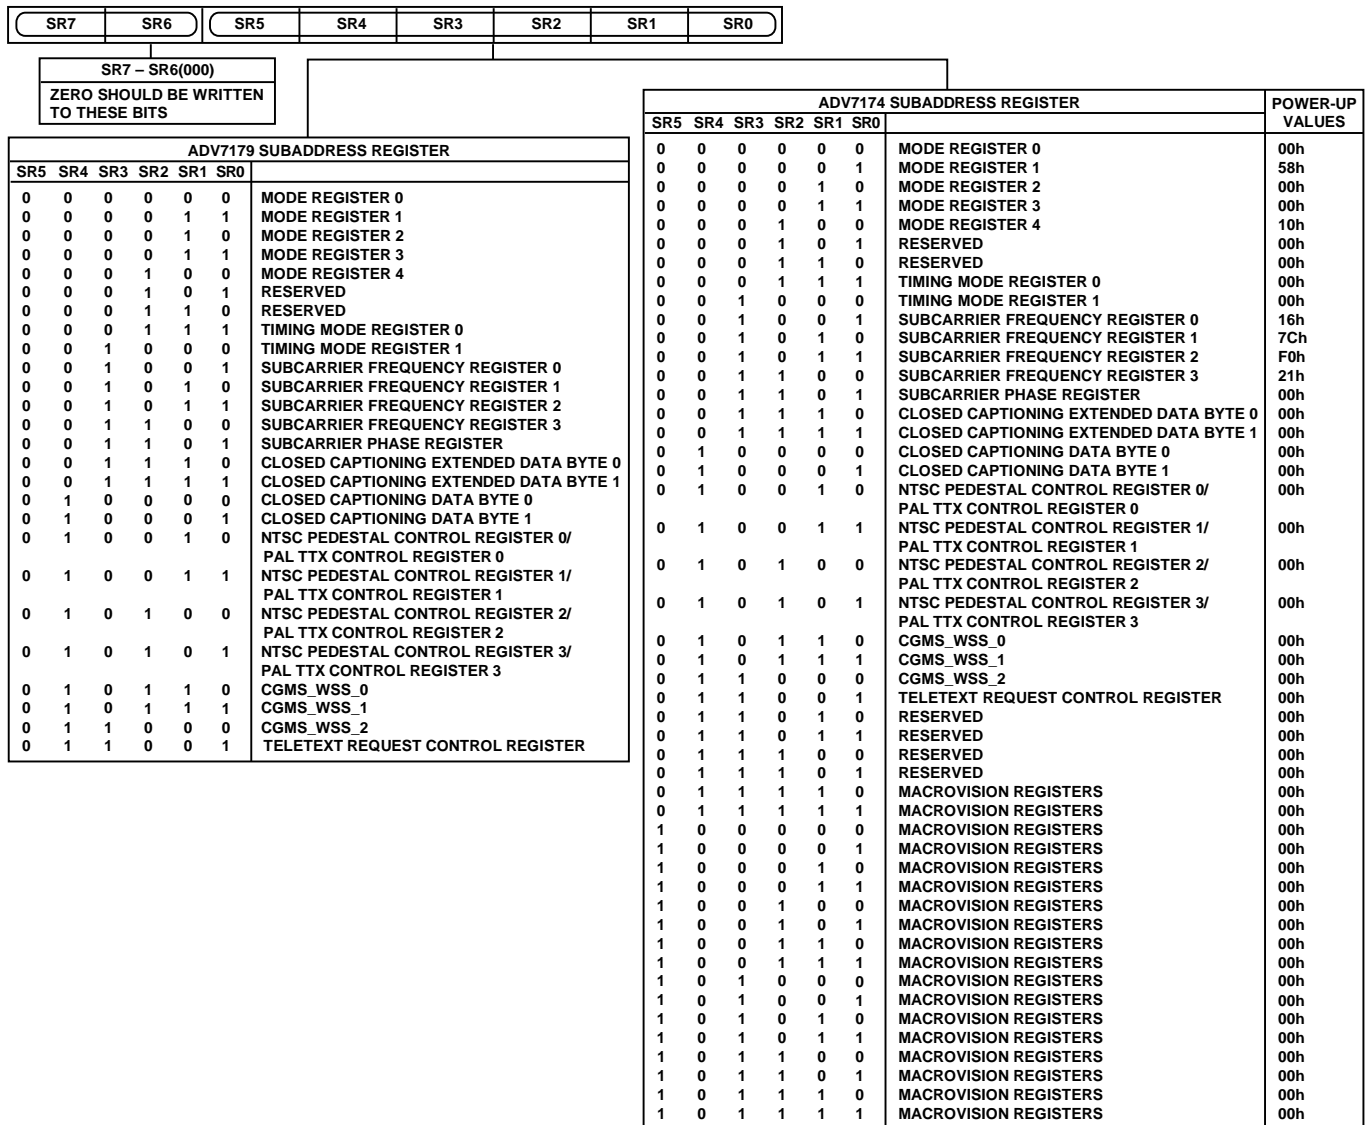 SR7 SR6 SR5 SR4 SR3 SR2 SR1 SR0
SR7 – SR6(000)
ZERO SHOULD BE WRITTEN
TO THESE BITS
ADV7179 SUBADDRESS REGISTER
SR5 SR4 SR3 SR2 SR1 SR0
0 0 0 0 0 0 MODE REGISTER 0
0 0 0 0 1 1 MODE REGISTER 1
0 0 0 0 1 0 MODE REGISTER 2
0 0 0 0 1 1 MODE REGISTER 3
0 0 0 1 0 0 MODE REGISTER 4
0 0 0 1 0 1 RESERVED
0 0 0 1 1 0 RESERVED
0 0 0 1 1 1 TIMING MODE REGISTER 0
0 0 1 0 0 0 TIMING MODE REGISTER 1
0 0 1 0 0 1 SUBCARRIER FREQUENCY REGISTER 0
0 0 1 0 1 0 SUBCARRIER FREQUENCY REGISTER 1
0 0 1 0 1 1 SUBCARRIER FREQUENCY REGISTER 2
0 0 1 1 0 0 SUBCARRIER FREQUENCY REGISTER 3
0 0 1 1 0 1 SUBCARRIER PHASE REGISTER
0 0 1 1 1 0 CLOSED CAPTIONING EXTENDED DATA BYTE 0
0 0 1 1 1 1 CLOSED CAPTIONING EXTENDED DATA BYTE 1
0 1 0 0 0 0 CLOSED CAPTIONING DATA BYTE 0
0 1 0 0 0 1 CLOSED CAPTIONING DATA BYTE 1
0 1 0 0 1 0 NTSC PEDESTAL CONTROL REGISTER 0/
PAL TTX CONTROL REGISTER 0
0 1 0 0 1 1 NTSC PEDESTAL CONTROL REGISTER 1/
PAL TTX CONTROL REGISTER 1
0 1 0 1 0 0 NTSC PEDESTAL CONTROL REGISTER 2/
PAL TTX CONTROL REGISTER 2
0 1 0 1 0 1 NTSC PEDESTAL CONTROL REGISTER 3/
PAL TTX CONTROL REGISTER 3
0 1 0 1 1 0 CGMS_WSS_0
0 1 0 1 1 1 CGMS_WSS_1
0 1 1 0 0 0 CGMS_WSS_2
0 1 1 0 0 1 TELETEXT REQUEST CONTROL REGISTER
ADV7174 SUBADDRESS REGISTER POWER-UP
SR5 SR4 SR3 SR2 SR1 SR0 VALUES
0 0 0 0 0 0 MODE REGISTER 0 00h
0 0 0 0 0 1 MODE REGISTER 1 58h
0 0 0 0 1 0 MODE REGISTER 2 00h
0 0 0 0 1 1 MODE REGISTER 3 00h
0 0 0 1 0 0 MODE REGISTER 4 10h
0 0 0 1 0 1 RESERVED 00h
0 0 0 1 1 0 RESERVED 00h
0 0 0 1 1 1 TIMING MODE REGISTER 0 00h
0 0 1 0 0 0 TIMING MODE REGISTER 1 00h
0 0 1 0 0 1 SUBCARRIER FREQUENCY REGISTER 0 16h
0 0 1 0 1 0 SUBCARRIER FREQUENCY REGISTER 1 7Ch
0 0 1 0 1 1 SUBCARRIER FREQUENCY REGISTER 2 F0h
0 0 1 1 0 0 SUBCARRIER FREQUENCY REGISTER 3 21h
0 0 1 1 0 1 SUBCARRIER PHASE REGISTER 00h
0 0 1 1 1 0 CLOSED CAPTIONING EXTENDED DATA BYTE 0 00h
0 0 1 1 1 1 CLOSED CAPTIONING EXTENDED DATA BYTE 1 00h
0 1 0 0 0 0 CLOSED CAPTIONING DATA BYTE 0 00h
0 1 0 0 0 1 CLOSED CAPTIONING DATA BYTE 1 00h
0 1 0 0 1 0 NTSC PEDESTAL CONTROL REGISTER 0/ 00h
PAL TTX CONTROL REGISTER 0
0 1 0 0 1 1 NTSC PEDESTAL CONTROL REGISTER 1/ 00h
PAL TTX CONTROL REGISTER 1
0 1 0 1 0 0 NTSC PEDESTAL CONTROL REGISTER 2/ 00h
PAL TTX CONTROL REGISTER 2
0 1 0 1 0 1 NTSC PEDESTAL CONTROL REGISTER 3/ 00h
PAL TTX CONTROL REGISTER 3
0 1 0 1 1 0 CGMS_WSS_0 00h
0 1 0 1 1 1 CGMS_WSS_1 00h
0 1 1 0 0 0 CGMS_WSS_2 00h
0 1 1 0 0 1 TELETEXT REQUEST CONTROL REGISTER 00h
0 1 1 0 1 0 RESERVED 00h
0 1 1 0 1 1 RESERVED 00h
0 1 1 1 0 0 RESERVED 00h
0 1 1 1 0 1 RESERVED 00h
0 1 1 1 1 0 MACROVISION REGISTERS 00h
0 1 1 1 1 1 MACROVISION REGISTERS 00h
1 0 0 0 0 0 MACROVISION REGISTERS 00h
1 0 0 0 0 1 MACROVISION REGISTERS 00h
1 0 0 0 1 0 MACROVISION REGISTERS 00h
1 0 0 0 1 1 MACROVISION REGISTERS 00h
1 0 0 1 0 0 MACROVISION REGISTERS 00h
1 0 0 1 0 1 MACROVISION REGISTERS 00h
1 0 0 1 1 0 MACROVISION REGISTERS 00h
1 0 0 1 1 1 MACROVISION REGISTERS 00h
1 0 1 0 0 0 MACROVISION REGISTERS 00h
1 0 1 0 0 1 MACROVISION REGISTERS 00h
1 0 1 0 1 0 MACROVISION REGISTERS 00h
1 0 1 0 1 1 MACROVISION REGISTERS 00h
1 0 1 1 0 0 MACROVISION REGISTERS 00h
1 0 1 1 0 1 MACROVISION REGISTERS 00h
1 0 1 1 1 0 MACROVISION REGISTERS 00h
1 0 1 1 1 1 MACROVISION REGISTERS 00h